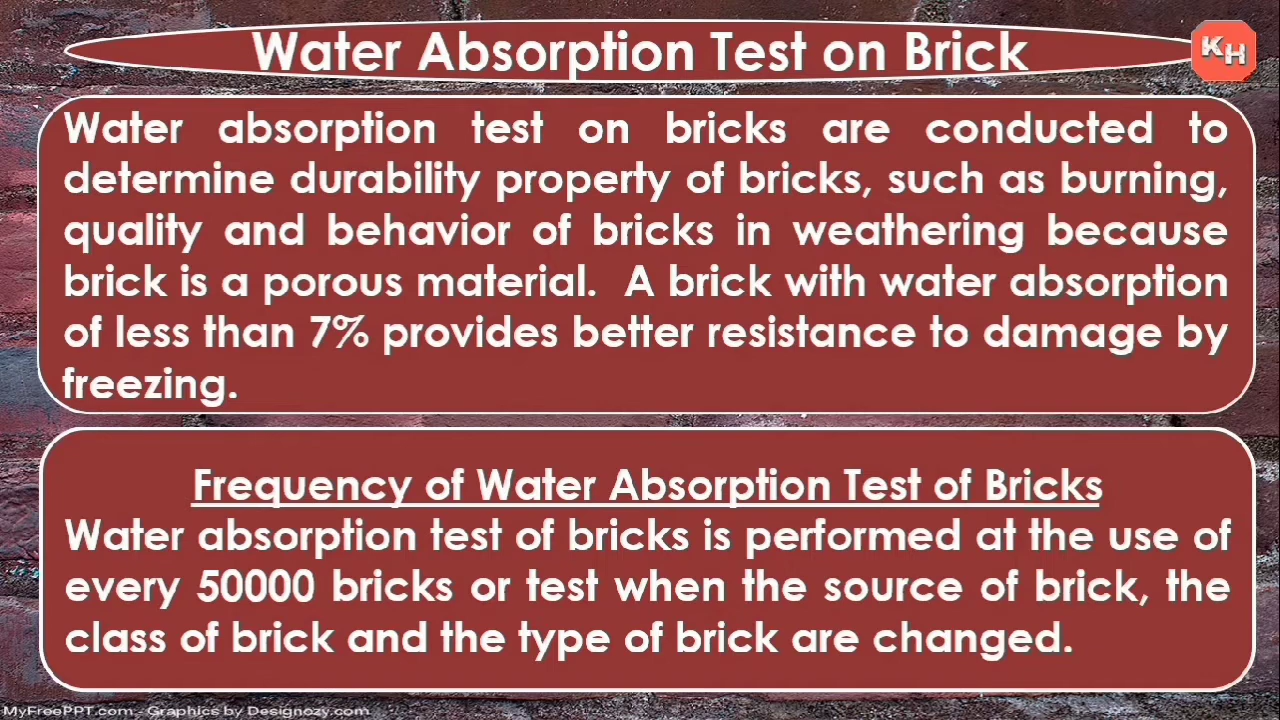 Water Absorption Test on Brick
KH
Water absorption test on bricks are conducted to
determine durability property of bricks, such as burning,
quality and behavior of bricks in weathering because
brick is a porous material. A brick with water absorption
of less than 7% provides better resistance to damage by
freezing.
Frequency of Water Absorption Test of Bricks
Water absorption test of bricks is performed at the use of
every 50000 bricks or test when the source of brick, the
class of brick and the type of brick are changed.
MyFreePPT.com - Graphics by Designozy.com